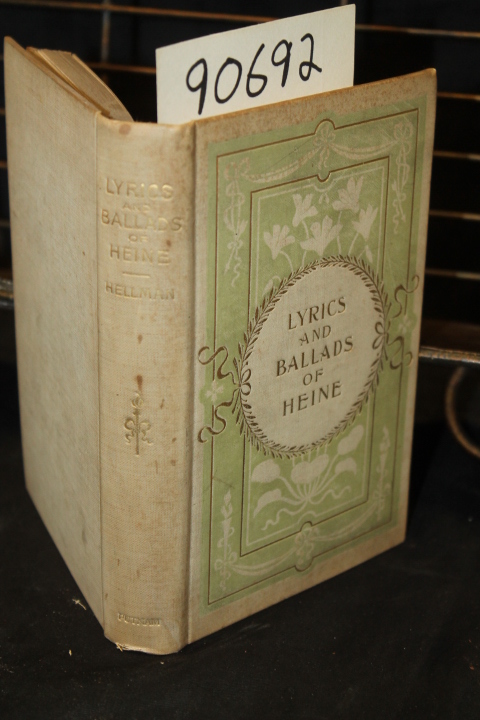 90692
LYRICS
AND
BALLADS
OF
HEINE
HELLMAN
LYRICS
AND
BALLADS
OF
HEINE